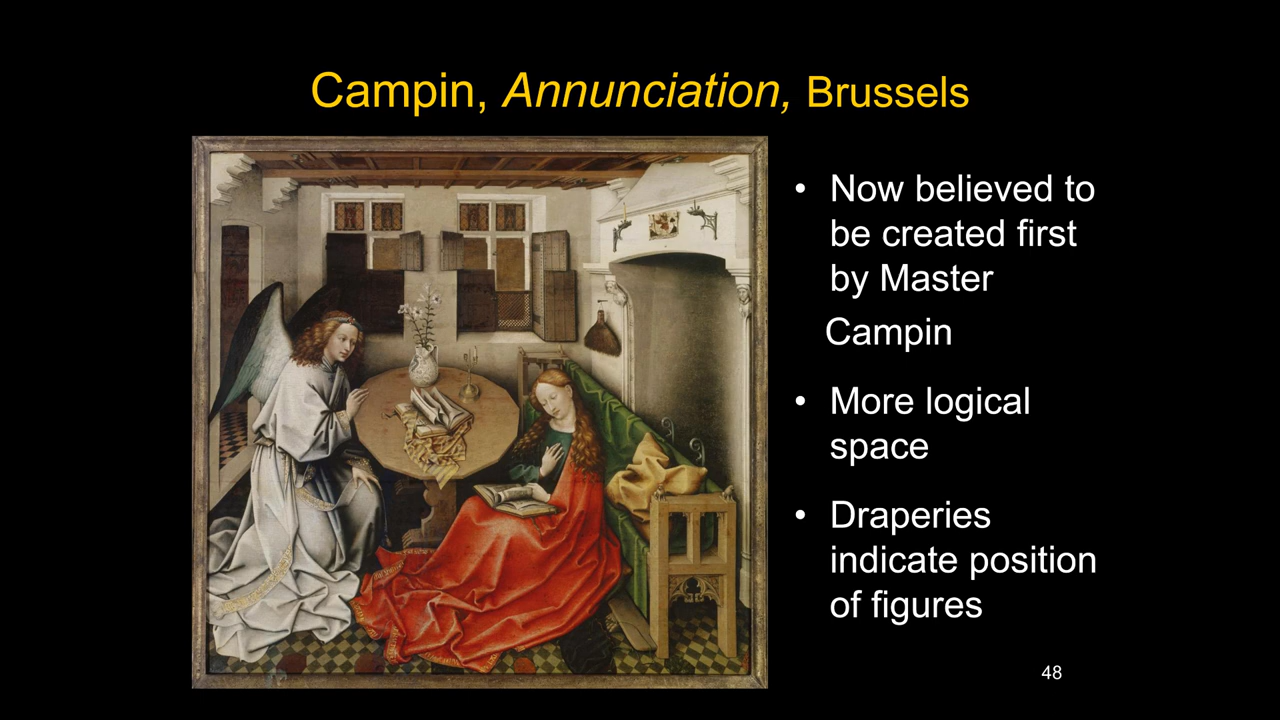 Campin, Annunciation, Brussels
• Now believed to
be created first
by Master
Campin
• More logical
space
• Draperies
indicate position
of figures
48